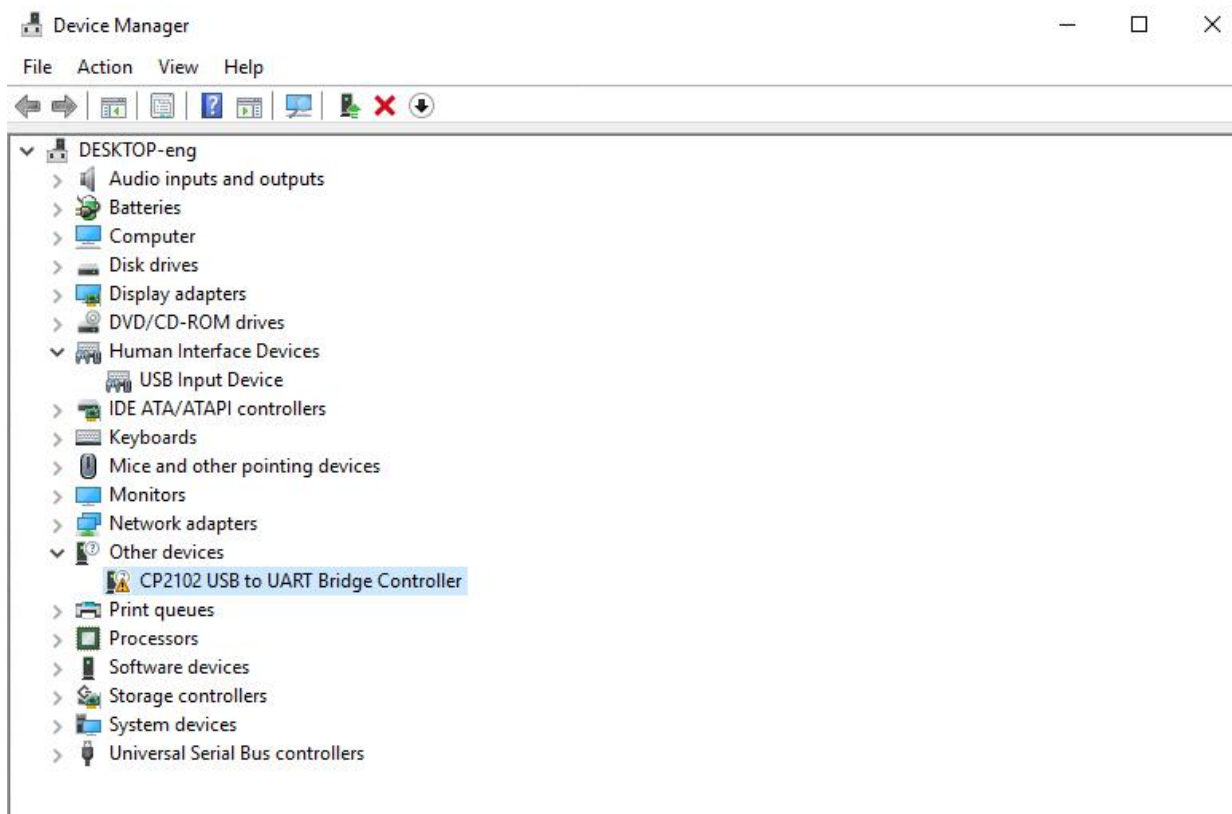 Device Manager
File Action View Help
DESKTOP-eng
Audio inputs and outputs
Batteries
Computer
Disk drives
Display adapters
DVD/CD-ROM drives
Human Interface Devices
USB Input Device
IDE ATA/ATAPI controllers
Keyboards
Mice and other pointing devices
Monitors
Network adapters
Other devices
CP2102 USB to UART Bridge Controller
Print queues
Processors
Software devices
Storage controllers
System devices
Universal Serial Bus controllers